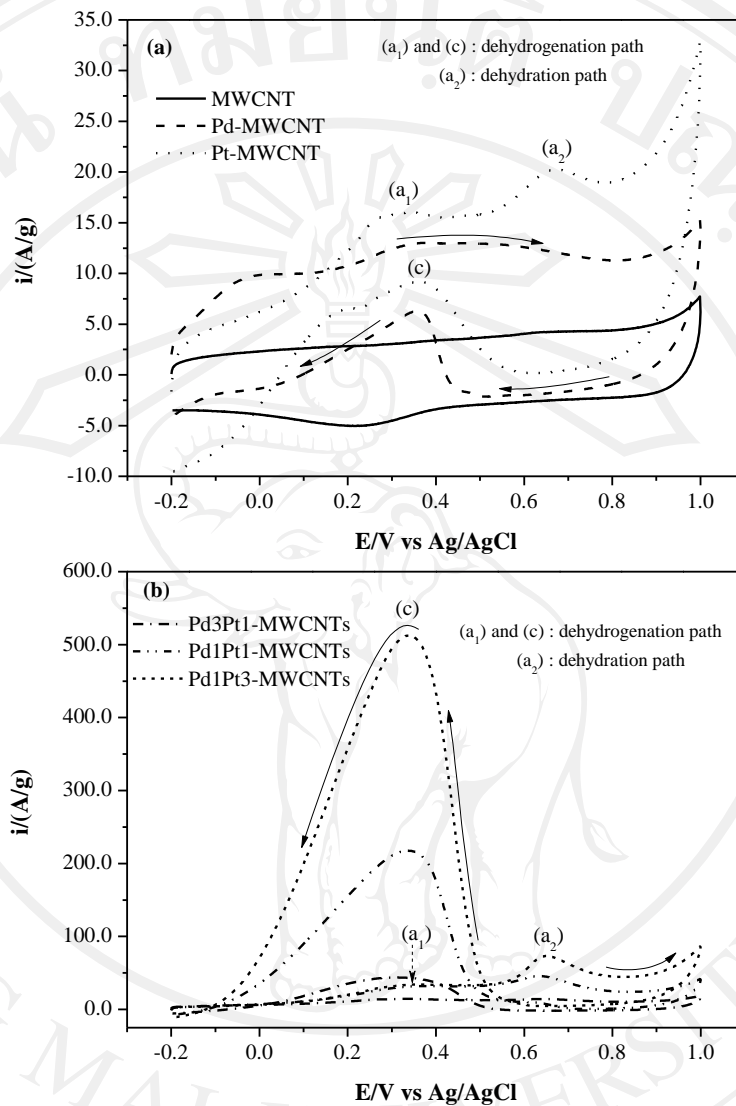 35.0
(a)
(a₁) and (c) : dehydrogenation path
30.0
(a₂) : dehydration path
25.0
MWCNT
Pd-MWCNT
20.0
Pt-MWCNT
(a₂)
(a₁)
15.0
i/(A/g)
10.0
(c)
5.0
0.0
-5.0
-10.0
-0.2 0.0 0.2 0.4 0.6 0.8 1.0
E/V vs Ag/AgCl
600.0
(b)
(c)
Pd3Pt1-MWCNTs
(a₁) and (c) : dehydrogenation path
500.0
Pd1Pt1-MWCNTs
(a₂) : dehydration path
Pd1Pt3-MWCNTs
400.0
300.0
i/(A/g)
200.0
100.0
(a₁)
(a₂)
0.0
-0.2 0.0 0.2 0.4 0.6 0.8 1.0
E/V vs Ag/AgCl